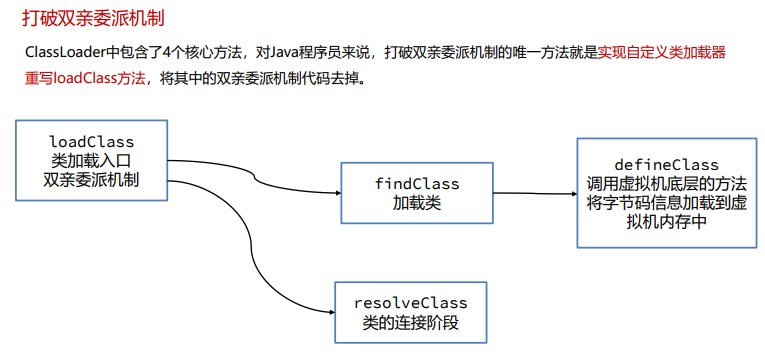 打破双亲委派机制
ClassLoader中包含了4个核心方法，对Java程序员来说，打破双亲委派机制的唯一方法就是实现自定义类加载器
重写loadClass方法，将其中的双亲委派机制代码去掉。
loadClass
类加载入口
双亲委派机制
findClass
加载类
defineClass
调用虚拟机底层的方法
将字节码信息加载到虚
拟机内存中
resolveClass
类的连接阶段